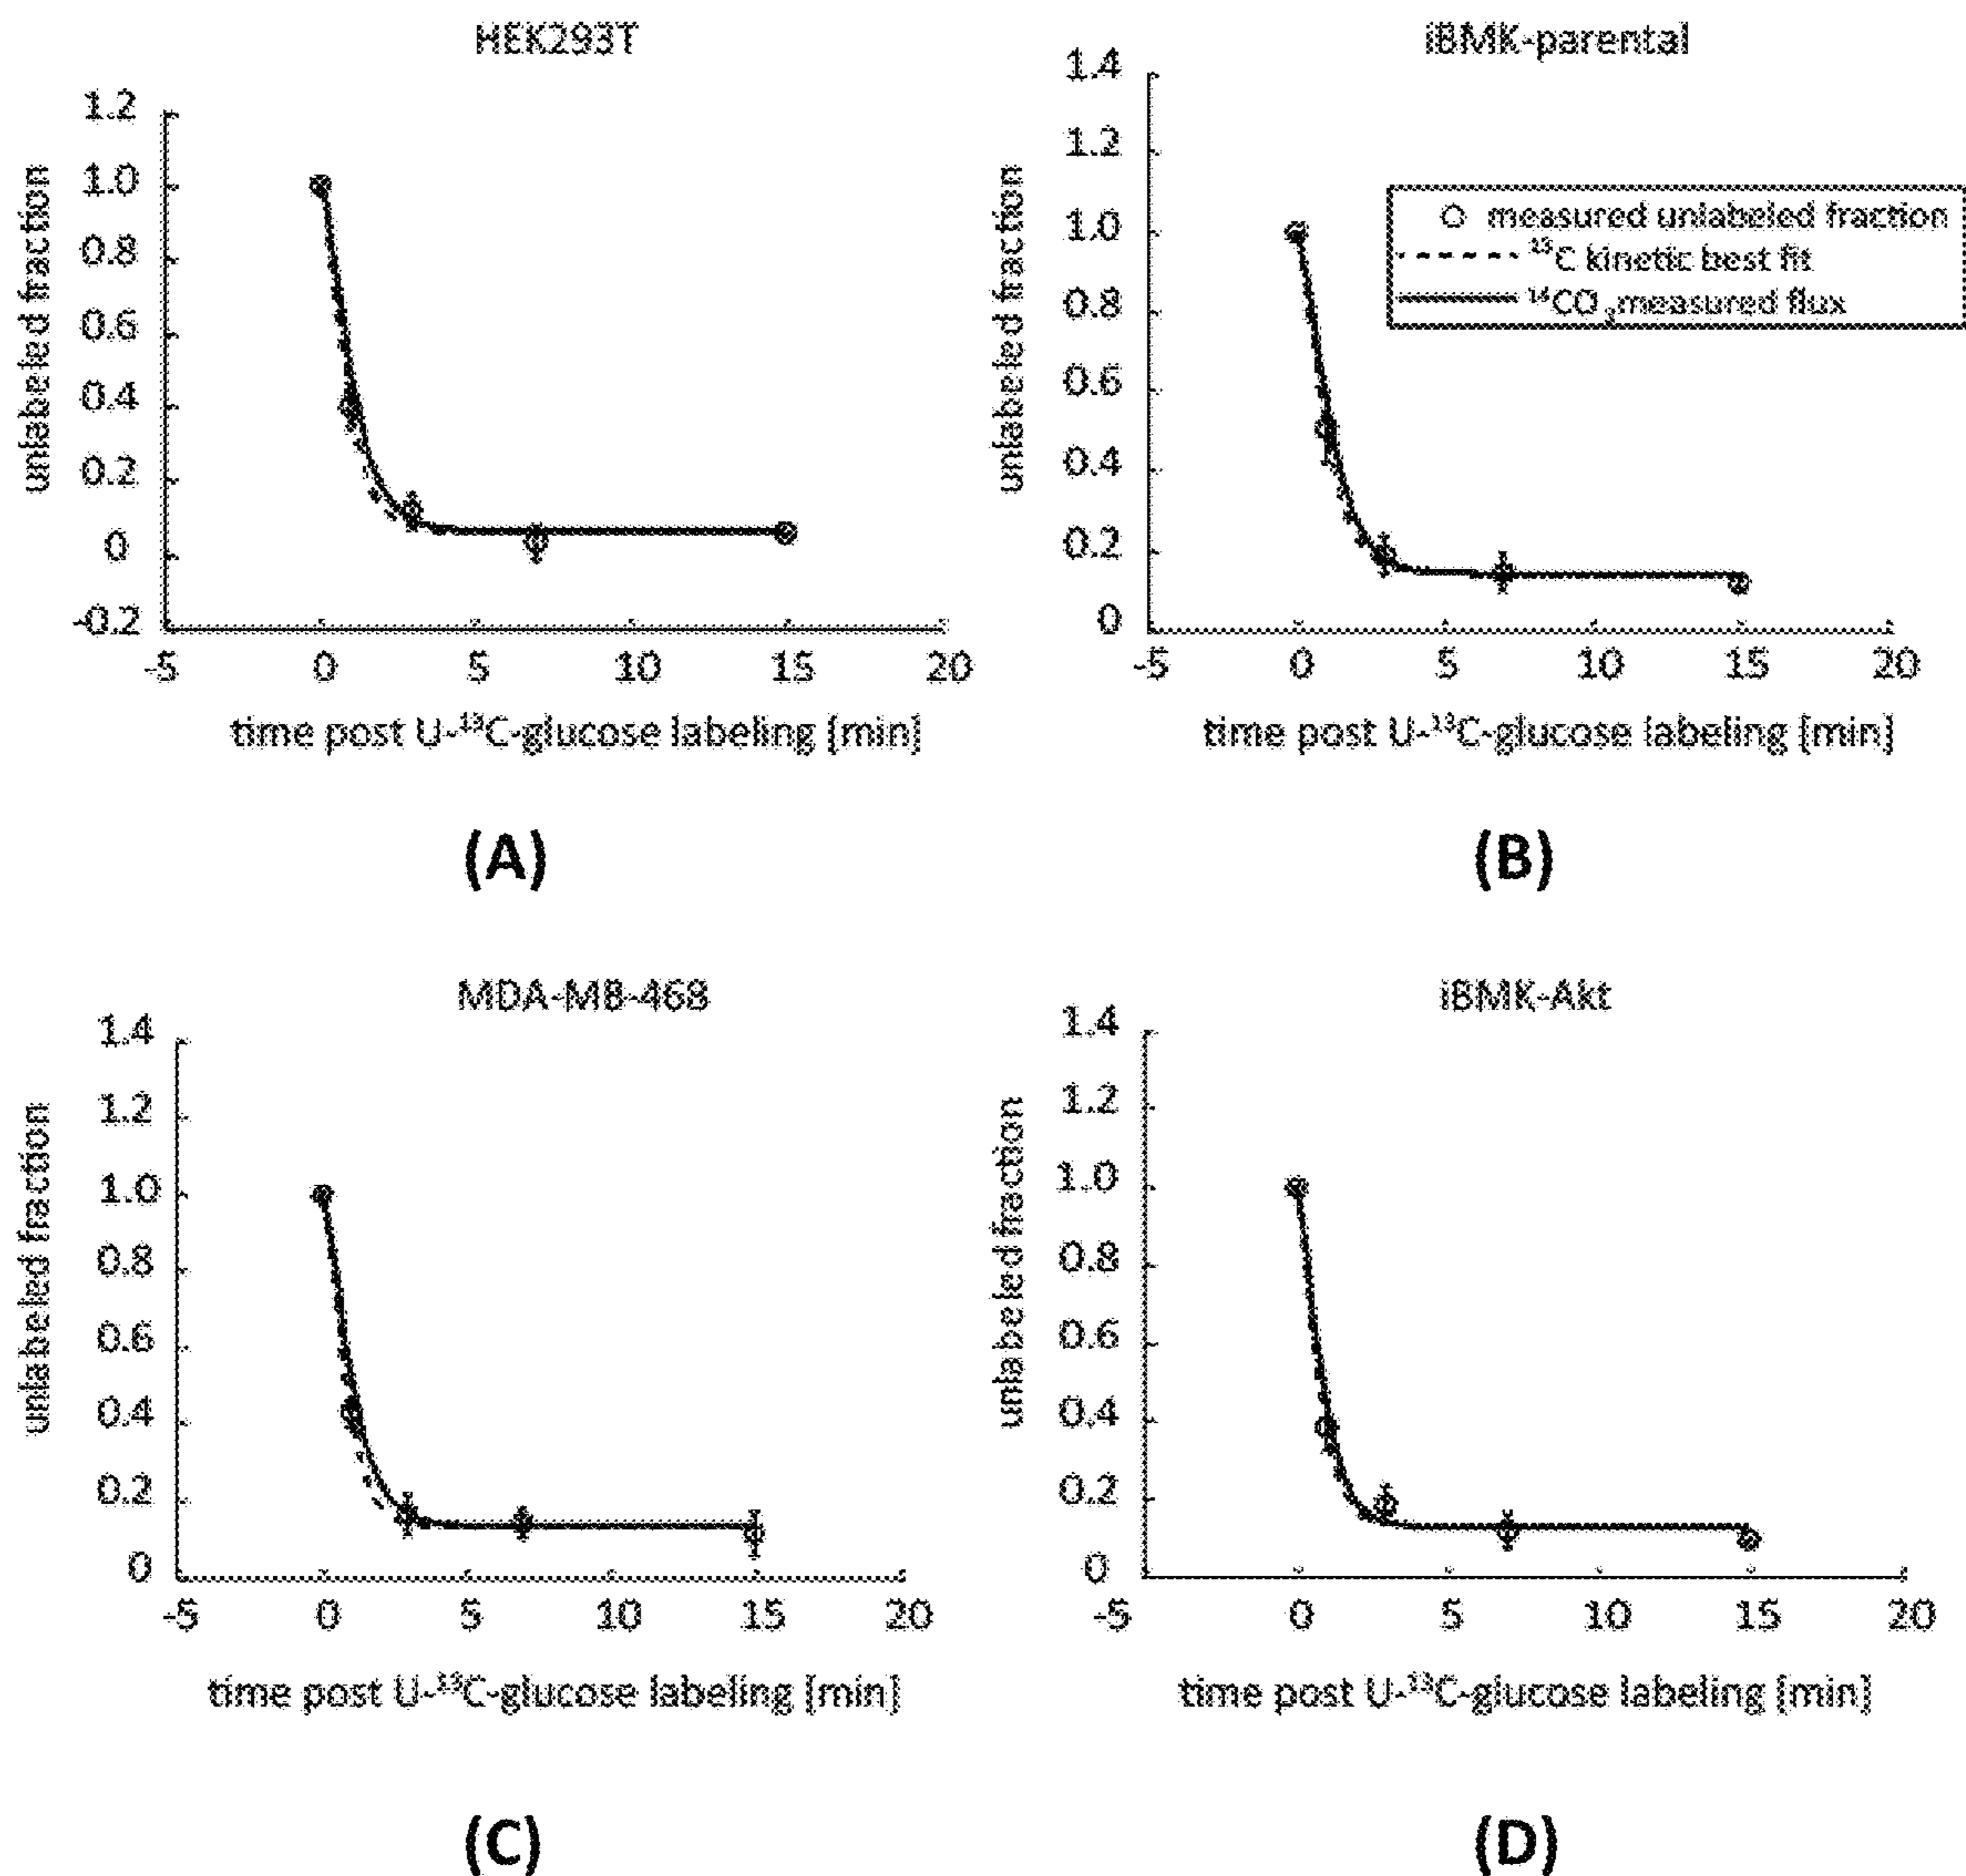 HEK293T
1.2
1.0
0.8
0.6
0.4
0.2
0
-0.2
unlabeled fraction
-5 0 5 10 15 20
time post U-¹³C-glucose labeling [min]
(A)
iBMK-parental
1.4
1.2
1.0
0.8
0.6
0.4
0.2
0
unlabeled fraction
measured unlabeled fraction
¹³C kinetic best fit
¹⁴CO₂ measured flux
-5 0 5 10 15 20
time post U-¹³C-glucose labeling [min]
(B)
MDA-MB-468
1.4
1.2
1.0
0.8
0.6
0.4
0.2
0
unlabeled fraction
-5 0 5 10 15 20
time post U-¹³C-glucose labeling [min]
(C)
iBMK-Akt
1.4
1.2
1.0
0.8
0.6
0.4
0.2
0
unlabeled fraction
-5 0 5 10 15 20
time post U-¹³C-glucose labeling [min]
(D)